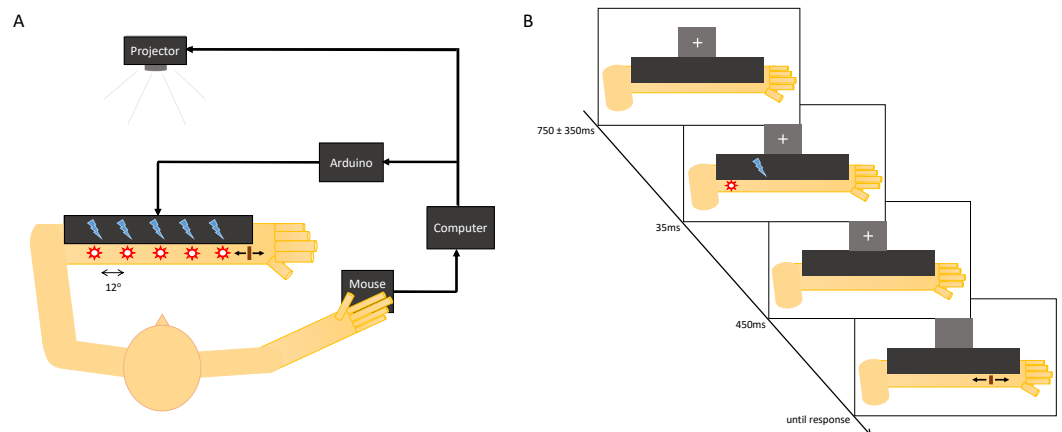 A
Projector
Arduino
Computer
Mouse
12°
B
750 ± 350ms
35ms
450ms
until response